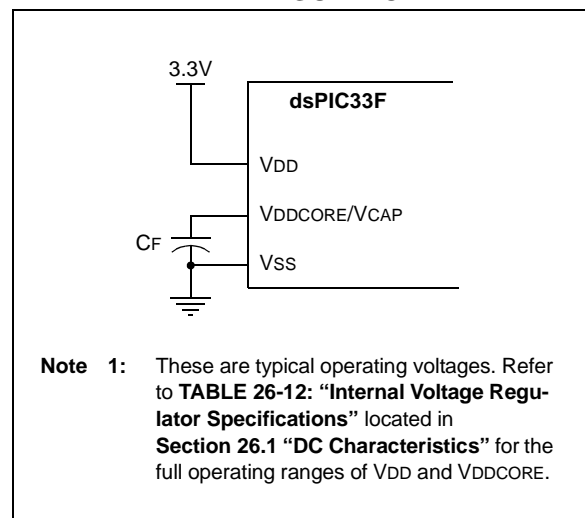 3.3V
dsPIC33F
VDD
VDDCORE/VCAP
CF
VSS
Note 1: These are typical operating voltages. Refer
to TABLE 26-12: “Internal Voltage Regu-
lator Specifications” located in
Section 26.1 “DC Characteristics” for the
full operating ranges of VDD and VDDCORE.